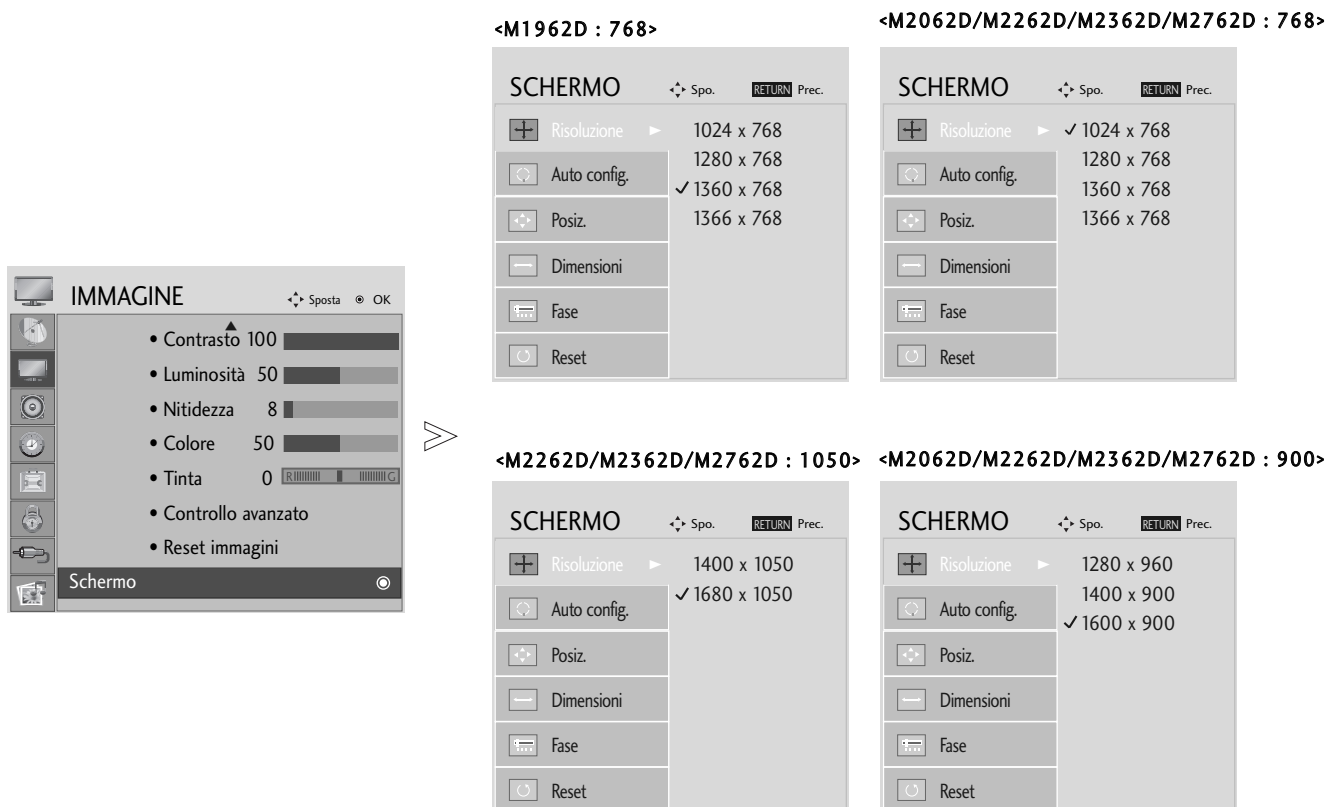 <M1962D : 768>
SCHERMO Spo. RETURN Prec.
Risoluzione
Auto config.
Posiz.
Dimensioni
Fase
Reset
1024 x 768
1280 x 768
✓ 1360 x 768
1366 x 768
<M2062D/M2262D/M2362D/M2762D : 768>
SCHERMO Spo. RETURN Prec.
Risoluzione
Auto config.
Posiz.
Dimensioni
Fase
Reset
✓ 1024 x 768
1280 x 768
1360 x 768
1366 x 768
IMMAGINE Sposta OK
• Contrasto 100
• Luminosità 50
• Nitidezza 8
• Colore 50
• Tinta 0 R G
• Controllo avanzato
• Reset immagini
Schermo
<M2262D/M2362D/M2762D : 1050>
SCHERMO Spo. RETURN Prec.
Risoluzione
Auto config.
Posiz.
Dimensioni
Fase
Reset
1400 x 1050
✓ 1680 x 1050
<M2062D/M2262D/M2362D/M2762D : 900>
SCHERMO Spo. RETURN Prec.
Risoluzione
Auto config.
Posiz.
Dimensioni
Fase
Reset
1280 x 960
1400 x 900
✓ 1600 x 900